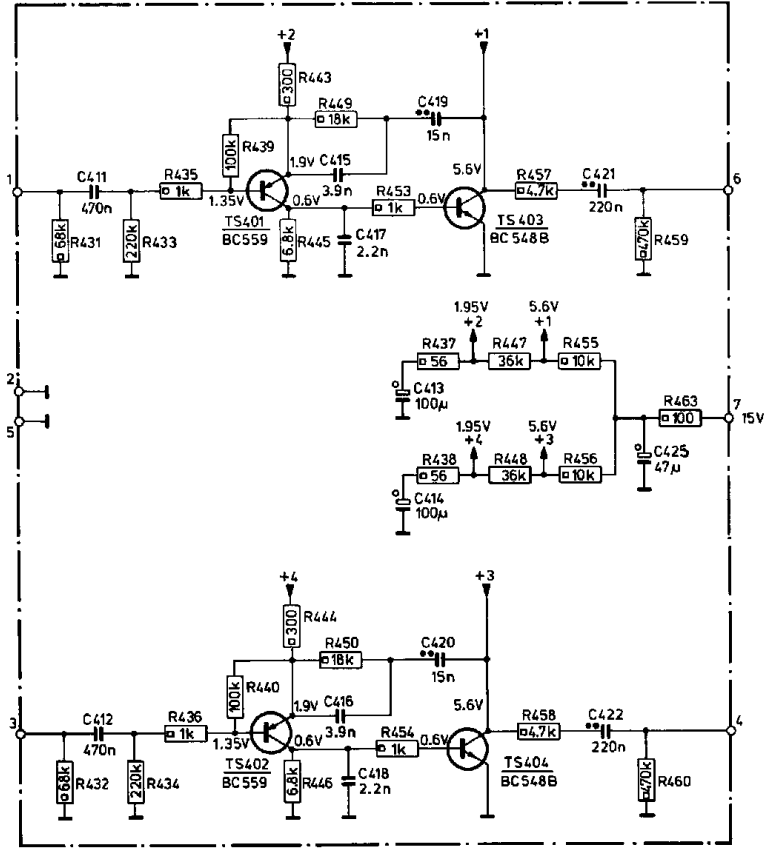 +2
+1
300
R443
R449
18k
C419
15n
R439
100k
1.9V
C415
3.9n
5.6V
1
C411
470n
R435
1k
1.35V
0.6V
R453
1k
0.6V
R457
4.7k
C421
220n
6
68k
R431
220k
R433
TS401
BC559
6.8k
R445
C417
2.2n
TS403
BC548B
470k
R459
1.95V
+2
5.6V
+1
R437
56
R447
36k
R455
10k
2
C413
100µ
5
R463
100
7
15V
1.95V
+4
5.6V
+3
R438
56
R448
36k
R456
10k
C425
47µ
C414
100µ
+4
+3
300
R444
R450
18k
C420
15n
R440
100k
1.9V
C416
3.9n
5.6V
3
C412
470n
R436
1k
1.35V
0.6V
R454
1k
0.6V
R458
4.7k
C422
220n
4
68k
R432
220k
R434
TS402
BC559
6.8k
R446
C418
2.2n
TS404
BC548B
470k
R460